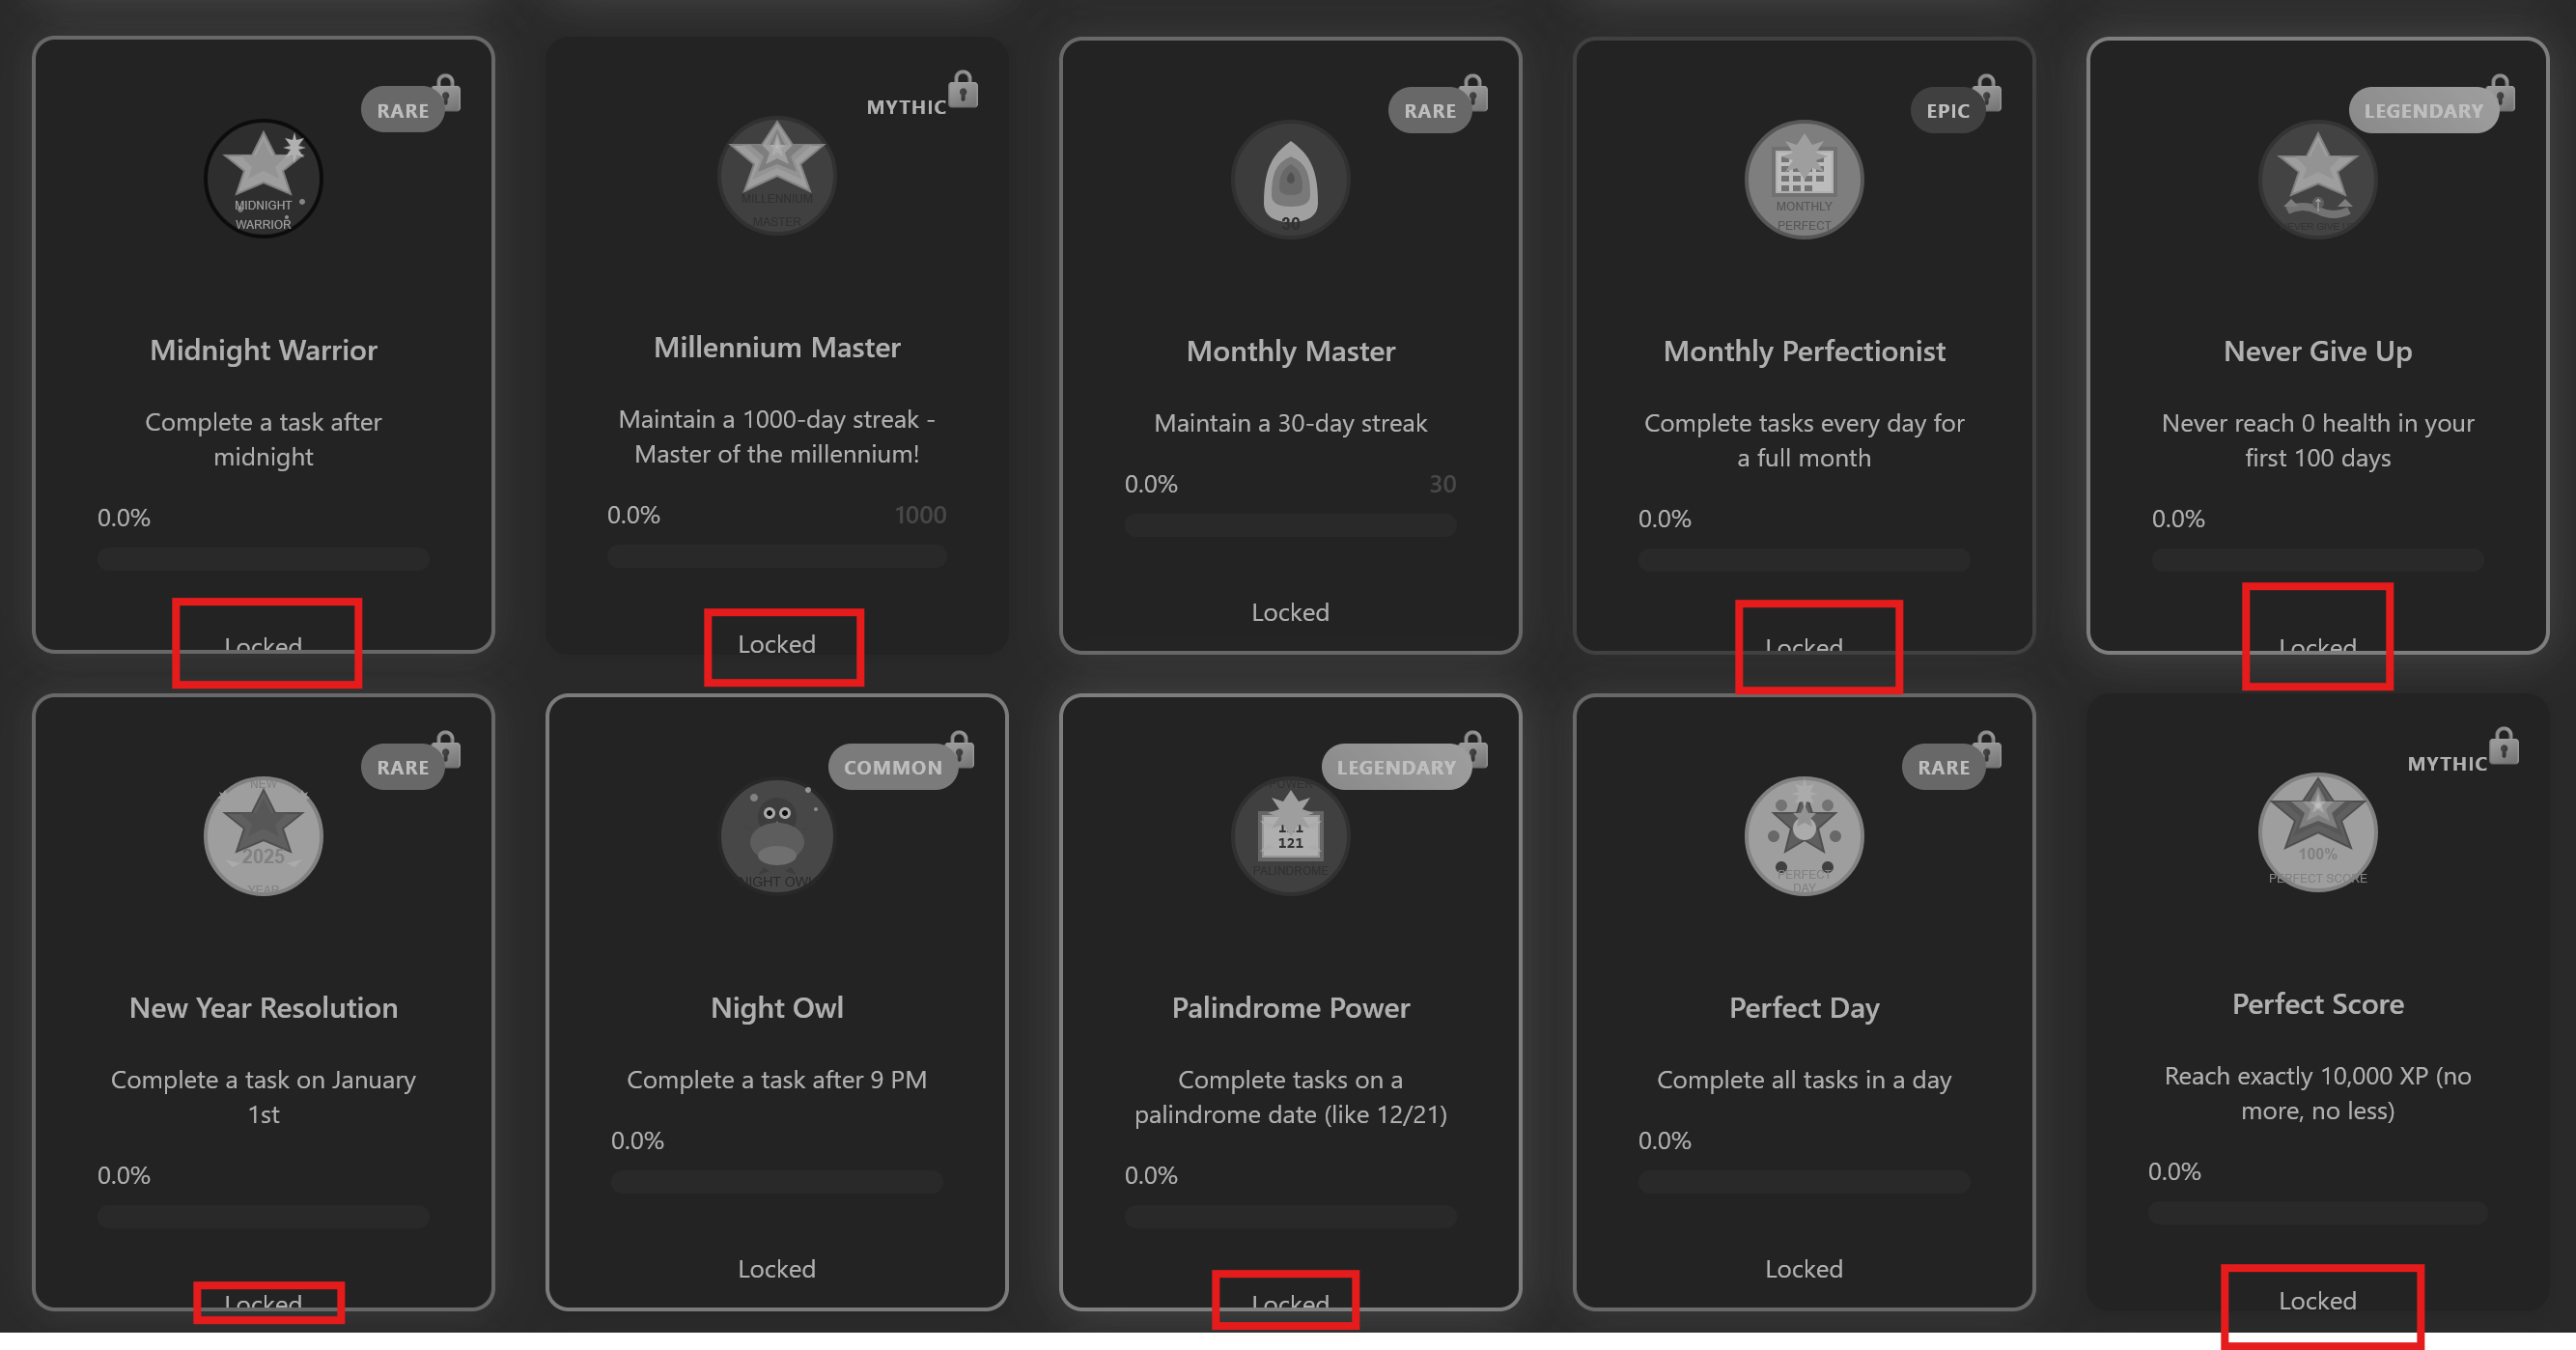 RARE
MIDNIGHT
WARRIOR
Midnight Warrior
Complete a task after
midnight
0.0%
Locked
MYTHIC
MILLENNIUM
MASTER
Millennium Master
Maintain a 1000-day streak -
Master of the millennium!
0.0% 1000
Locked
RARE
30
Monthly Master
Maintain a 30-day streak
0.0% 30
Locked
EPIC
MONTHLY
PERFECT
Monthly Perfectionist
Complete tasks every day for
a full month
0.0%
Locked
LEGENDARY
Never Give Up
Never reach 0 health in your
first 100 days
0.0%
Locked
RARE
NEW
2025
YEAR
New Year Resolution
Complete a task on January
1st
0.0%
Locked
COMMON
NIGHT OWL
Night Owl
Complete a task after 9 PM
0.0%
Locked
LEGENDARY
POWER
121
PALINDROME
Palindrome Power
Complete tasks on a
palindrome date (like 12/21)
0.0%
Locked
RARE
PERFECT
DAY
Perfect Day
Complete all tasks in a day
0.0%
Locked
MYTHIC
100%
PERFECT SCORE
Perfect Score
Reach exactly 10,000 XP (no
more, no less)
0.0%
Locked